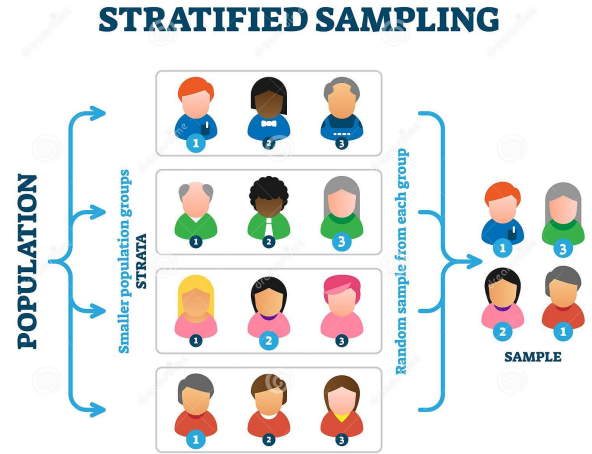 STRATIFIED SAMPLING
POPULATION
Smaller population groups
STRATA
1 2 3
1 2 3
1 2 3
1 2 3
Random sample from each group
1 3
2 1
SAMPLE